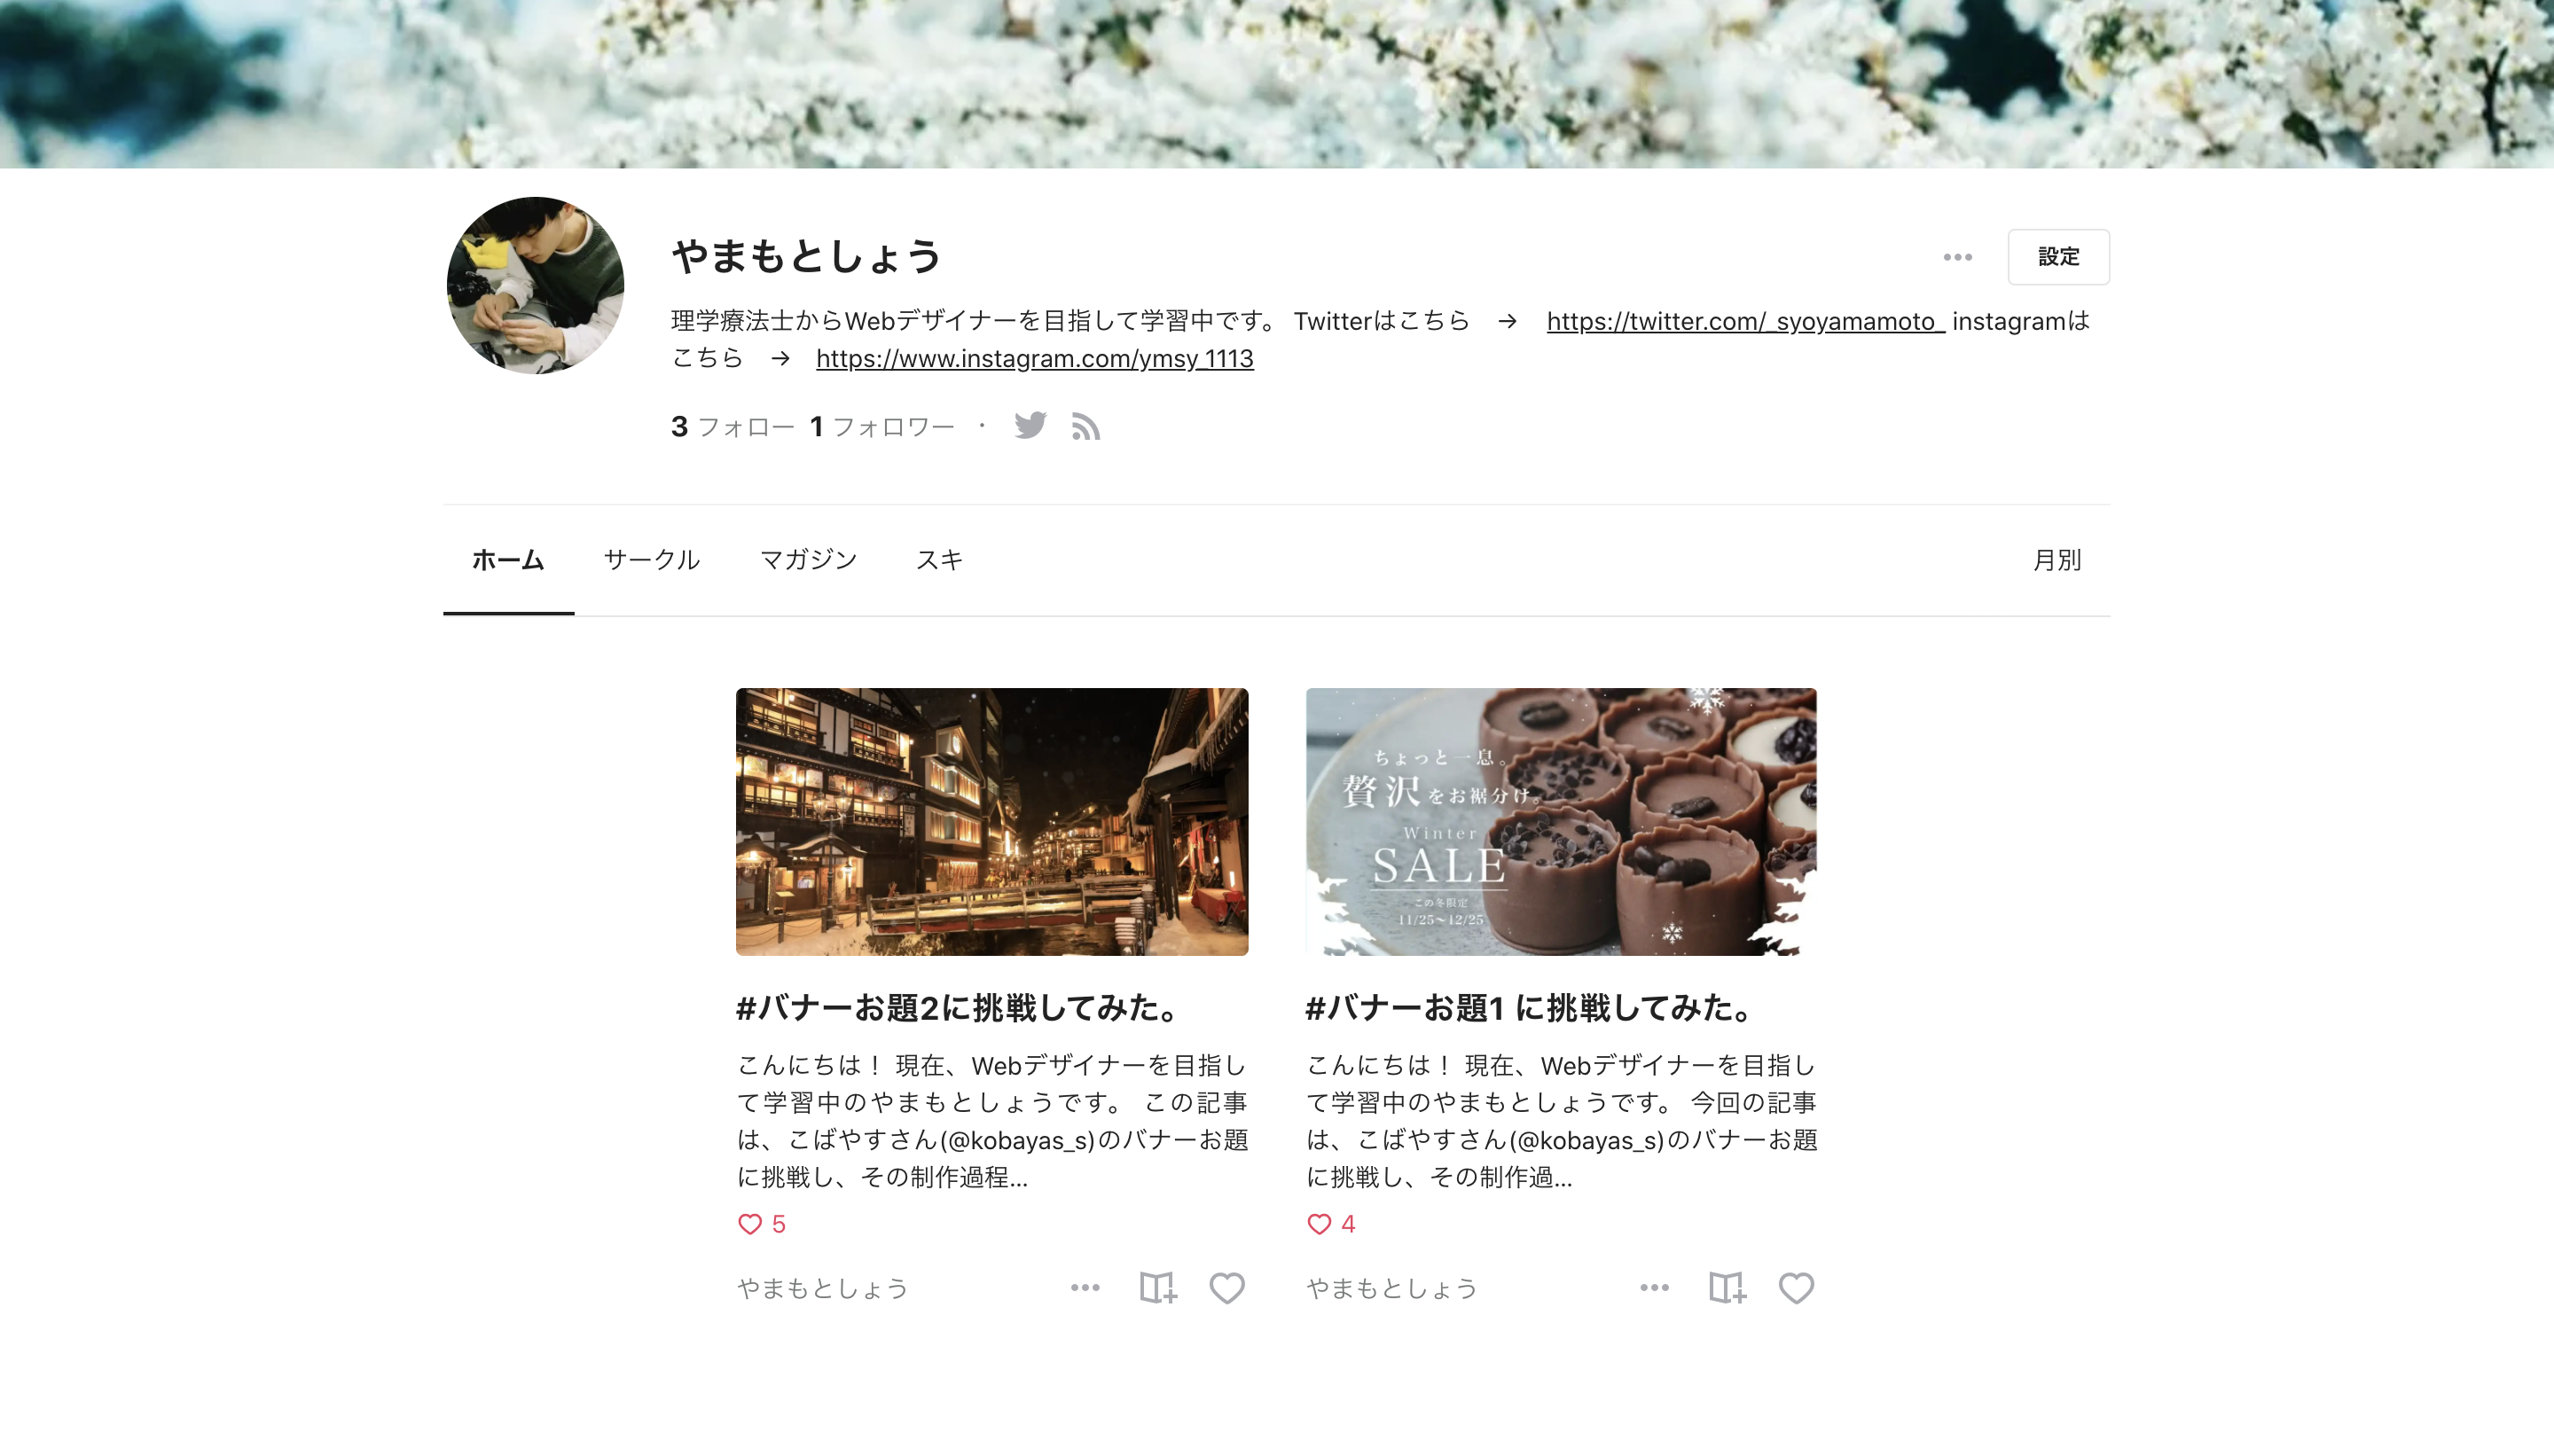 やまもとしょう
設定
理学療法士からWebデザイナーを目指して学習中です。 Twitterはこちら　→　https://twitter.com/_syoyamamoto_ instagramは
こちら　→　https://www.instagram.com/ymsy_1113
3 フォロー 1 フォロワー ・
ホーム サークル マガジン スキ 月別
ちょっと一息。
贅沢をお裾分け。
Winter
SALE
この冬限定
11/25〜12/25
#バナーお題2に挑戦してみた。
こんにちは！ 現在、Webデザイナーを目指し
て学習中のやまもとしょうです。 この記事
は、こばやすさん(@kobayas_s)のバナーお題
に挑戦し、その制作過程...
5
やまもとしょう
#バナーお題1 に挑戦してみた。
こんにちは！ 現在、Webデザイナーを目指し
て学習中のやまもとしょうです。 今回の記事
は、こばやすさん(@kobayas_s)のバナーお題
に挑戦し、その制作過...
4
やまもとしょう